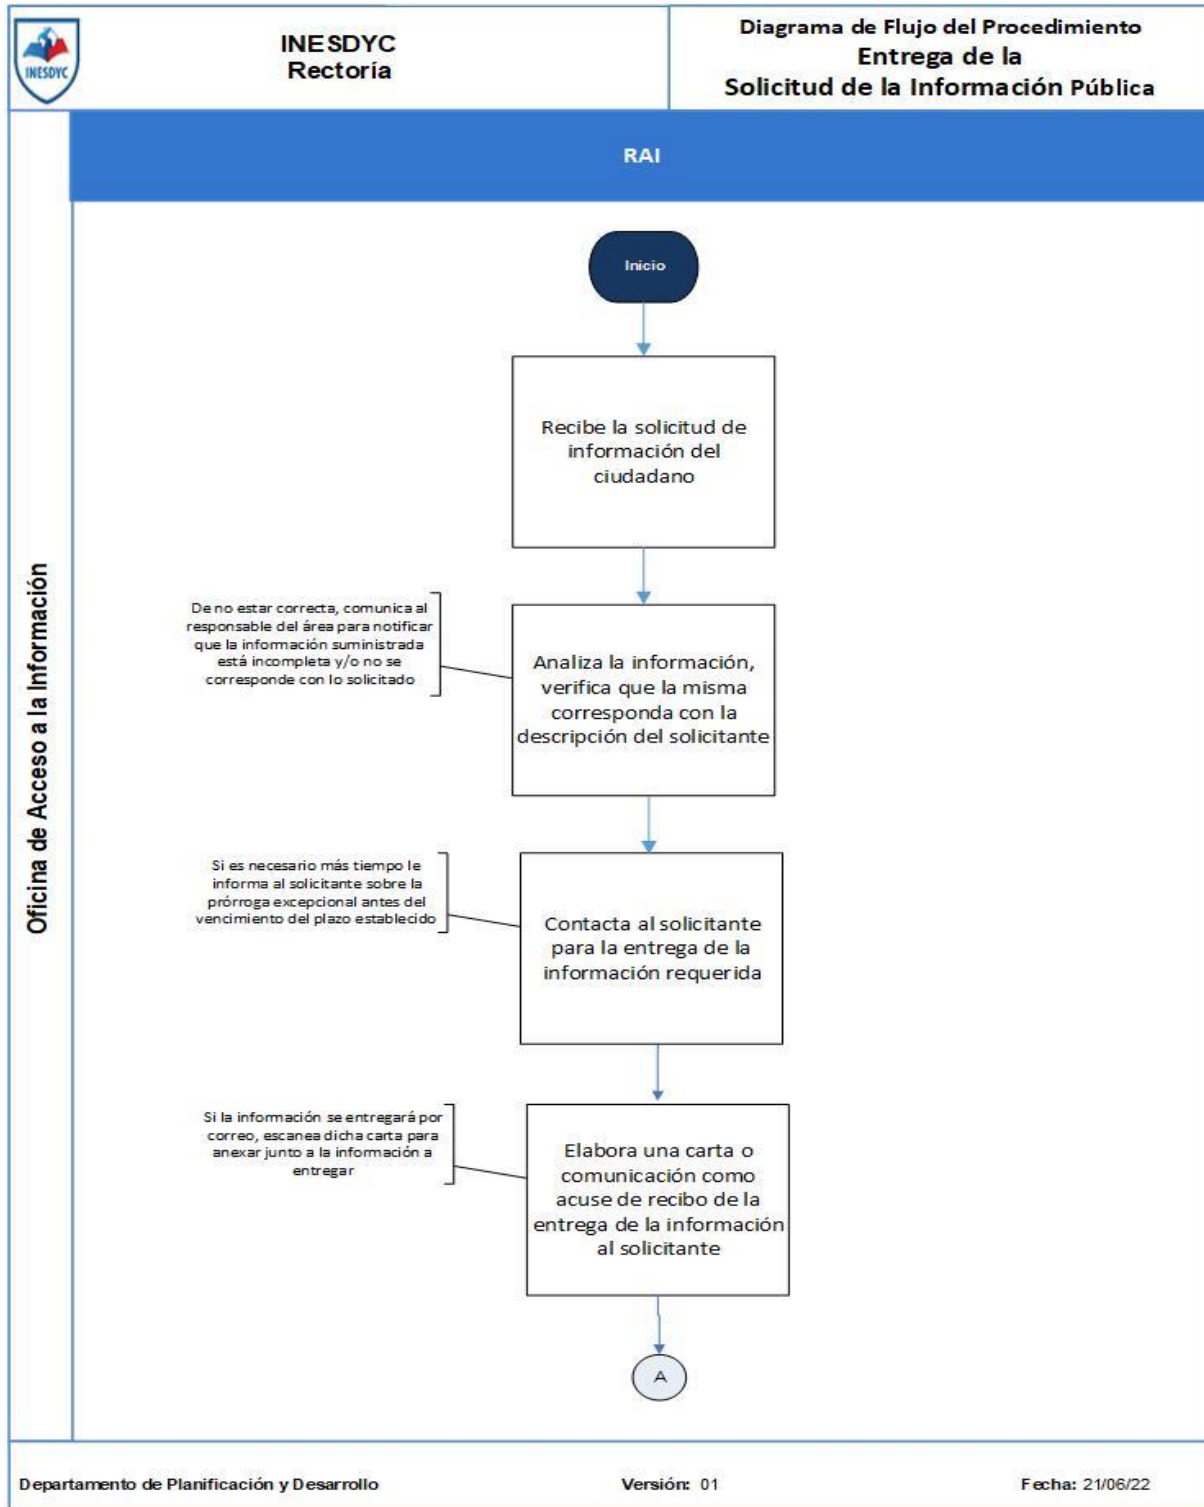 INESDYC
INESDYC
Rectoría
Diagrama de Flujo del Procedimiento
Entrega de la
Solicitud de la Información Pública
RAI
Oficina de Acceso a la Información
Inicio
Recibe la solicitud de
información del
ciudadano
De no estar correcta, comunica al
responsable del área para notificar
que la información suministrada
está incompleta y/o no se
corresponde con lo solicitado
Analiza la información,
verifica que la misma
corresponda con la
descripción del solicitante
Si es necesario más tiempo le
informa al solicitante sobre la
prórroga excepcional antes del
vencimiento del plazo establecido
Contacta al solicitante
para la entrega de la
información requerida
Si la información se entregará por
correo, escanea dicha carta para
anexar junto a la información a
entregar
Elabora una carta o
comunicación como
acuse de recibo de la
entrega de la información
al solicitante
A
Departamento de Planificación y Desarrollo
Versión: 01
Fecha: 21/06/22